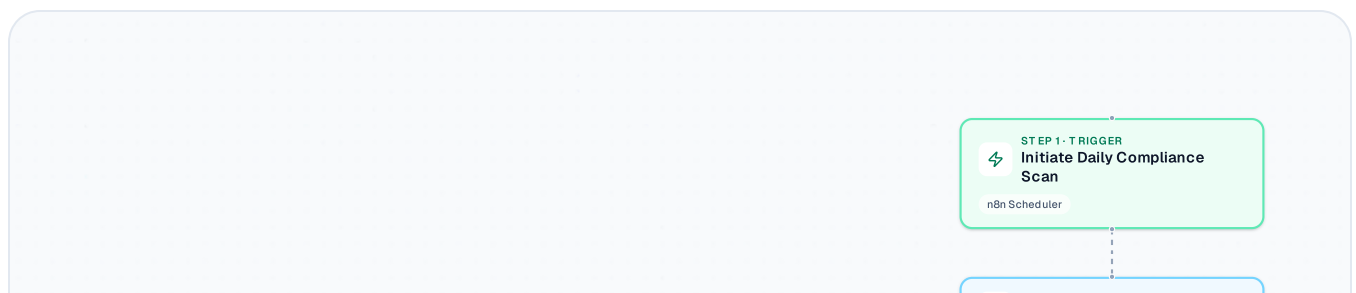 STEP 1 · TRIGGER
Initiate Daily Compliance
Scan
n8n Scheduler